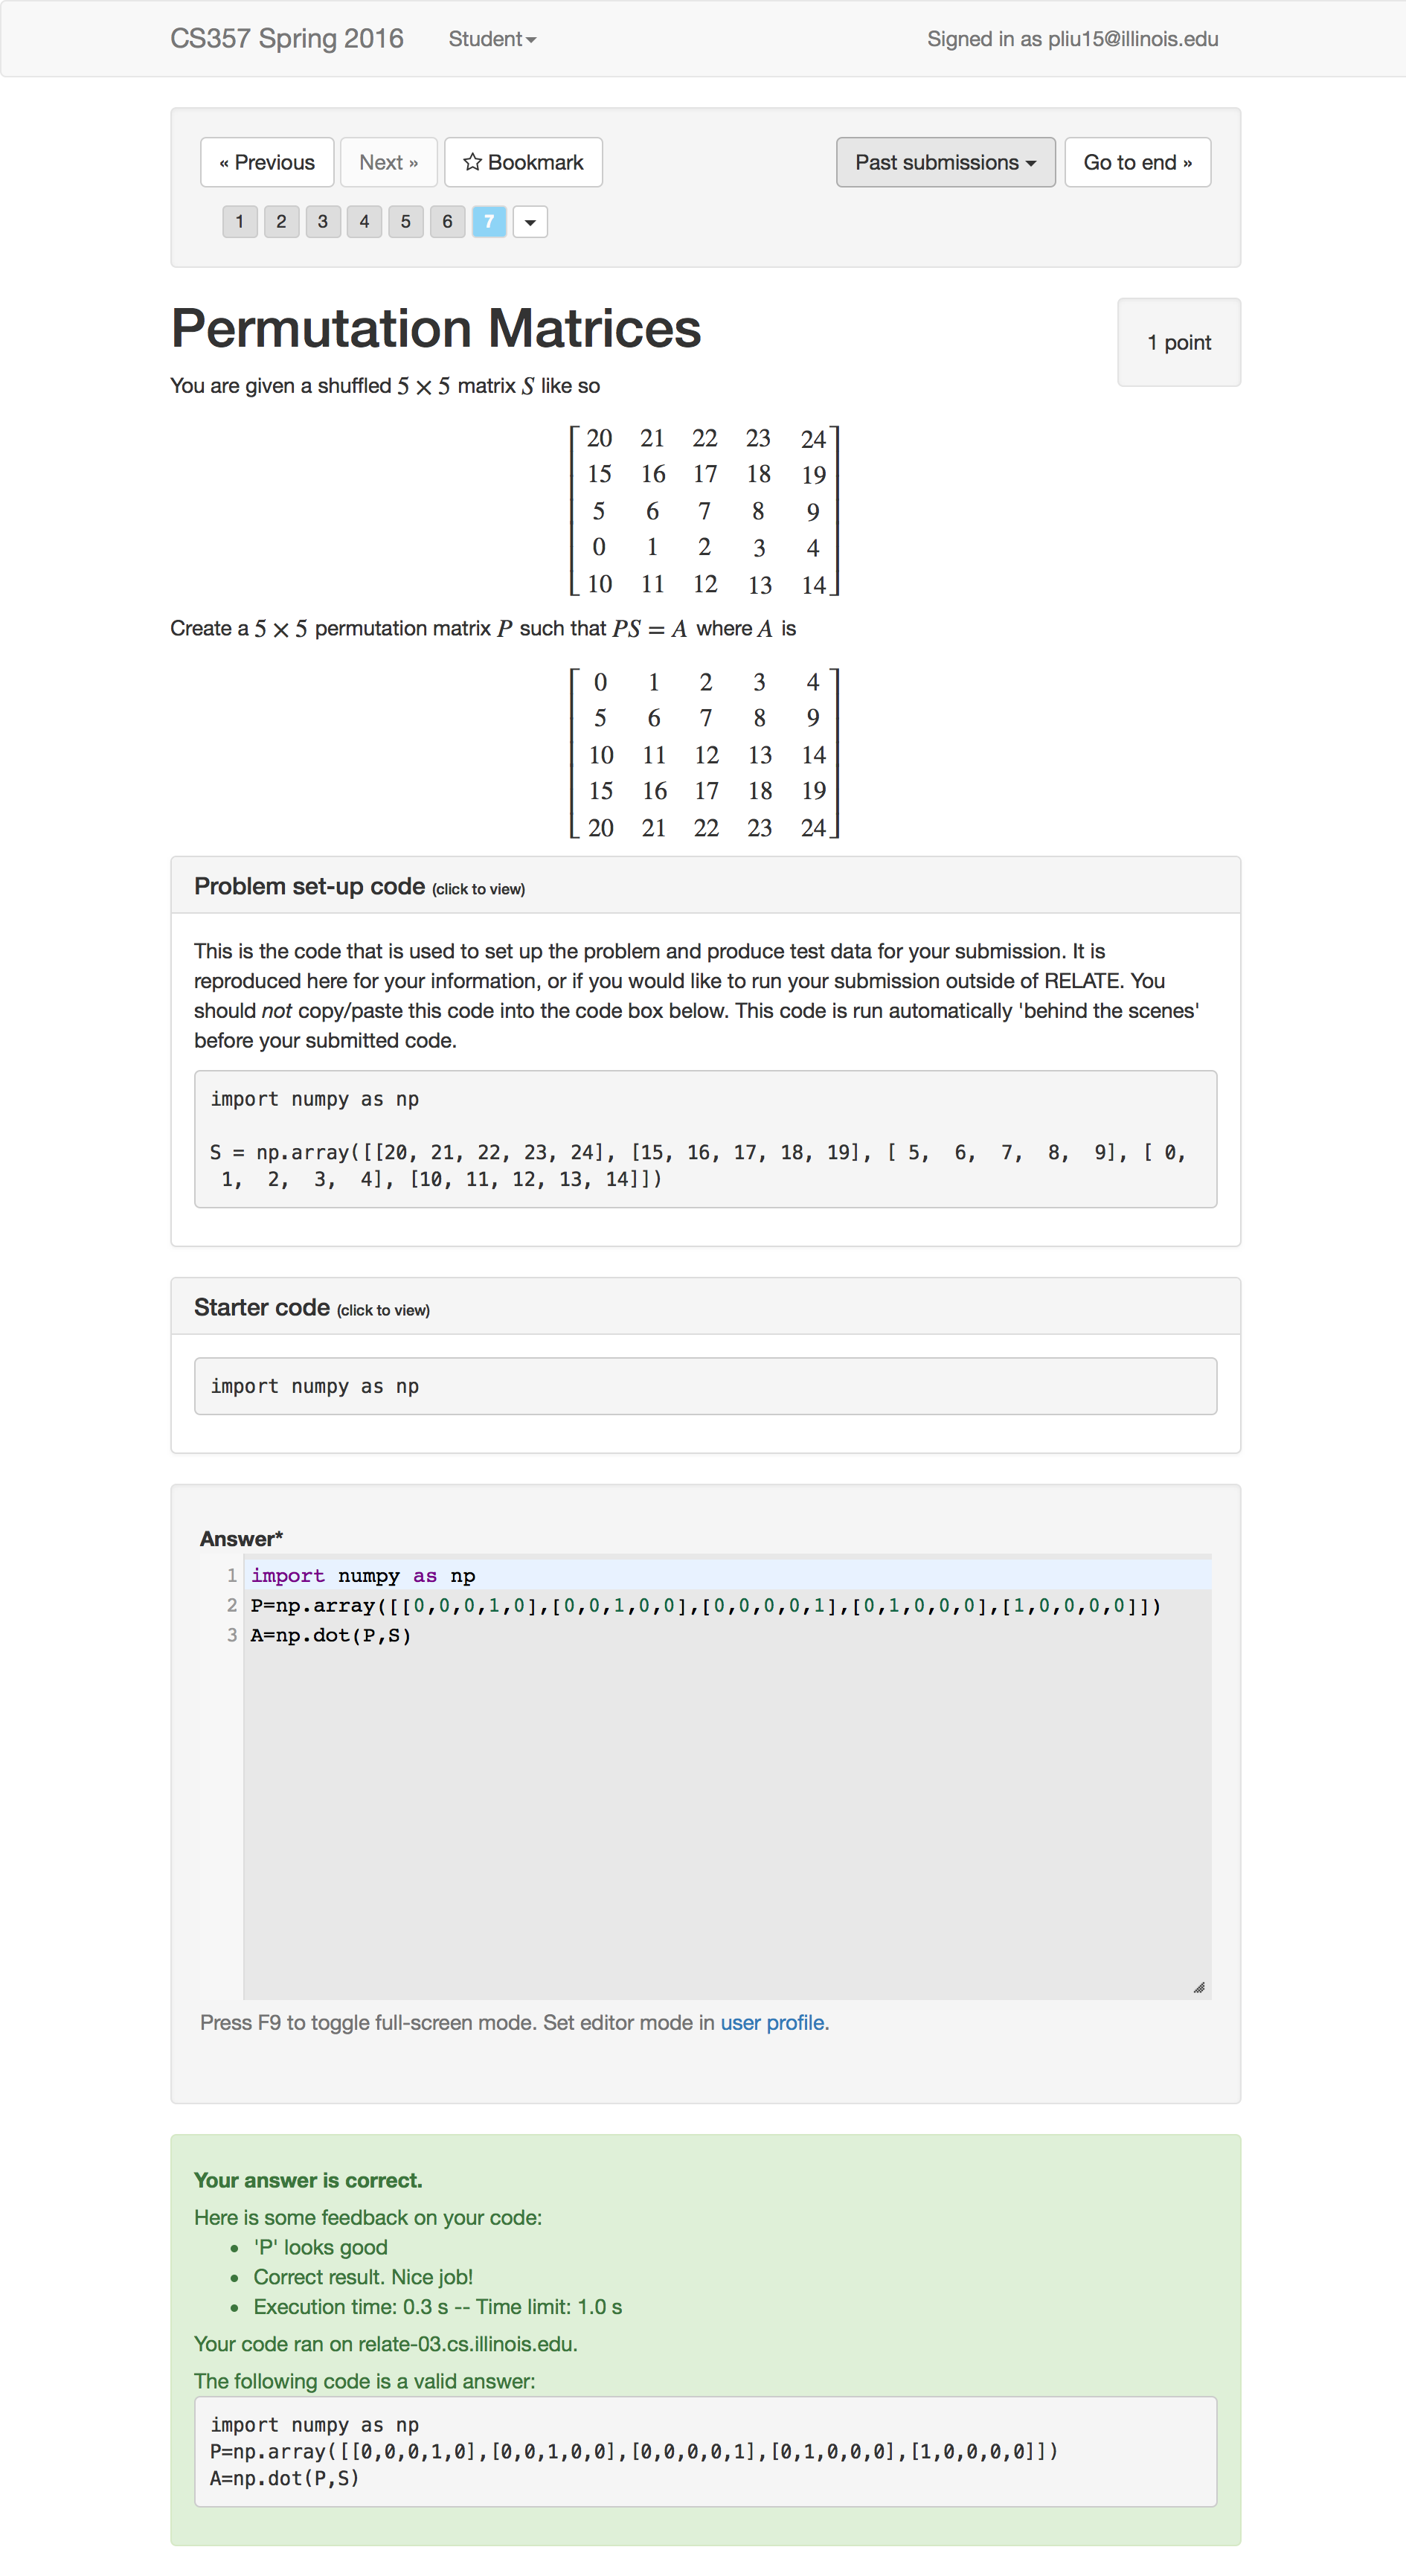 CS357 Spring 2016 Student Signed in as pliu15@illinois.edu
« Previous Next » Bookmark Past submissions Go to end »
1 2 3 4 5 6 7
Permutation Matrices
1 point
You are given a shuffled 5 × 5 matrix S like so
20 21 22 23 24
15 16 17 18 19
5 6 7 8 9
0 1 2 3 4
10 11 12 13 14
Create a 5 × 5 permutation matrix P such that PS = A where A is
0 1 2 3 4
5 6 7 8 9
10 11 12 13 14
15 16 17 18 19
20 21 22 23 24
Problem set-up code (click to view)
This is the code that is used to set up the problem and produce test data for your submission. It is
reproduced here for your information, or if you would like to run your submission outside of RELATE. You
should not copy/paste this code into the code box below. This code is run automatically 'behind the scenes'
before your submitted code.
import numpy as np
S = np.array([[20, 21, 22, 23, 24], [15, 16, 17, 18, 19], [ 5,  6,  7,  8,  9], [ 0,
 1,  2,  3,  4], [10, 11, 12, 13, 14]])
Starter code (click to view)
import numpy as np
Answer*
1 import numpy as np
2 P=np.array([[0,0,0,1,0],[0,0,1,0,0],[0,0,0,0,1],[0,1,0,0,0],[1,0,0,0,0]])
3 A=np.dot(P,S)
Press F9 to toggle full-screen mode. Set editor mode in user profile.
Your answer is correct.
Here is some feedback on your code:
• 'P' looks good
• Correct result. Nice job!
• Execution time: 0.3 s -- Time limit: 1.0 s
Your code ran on relate-03.cs.illinois.edu.
The following code is a valid answer:
import numpy as np
P=np.array([[0,0,0,1,0],[0,0,1,0,0],[0,0,0,0,1],[0,1,0,0,0],[1,0,0,0,0]])
A=np.dot(P,S)